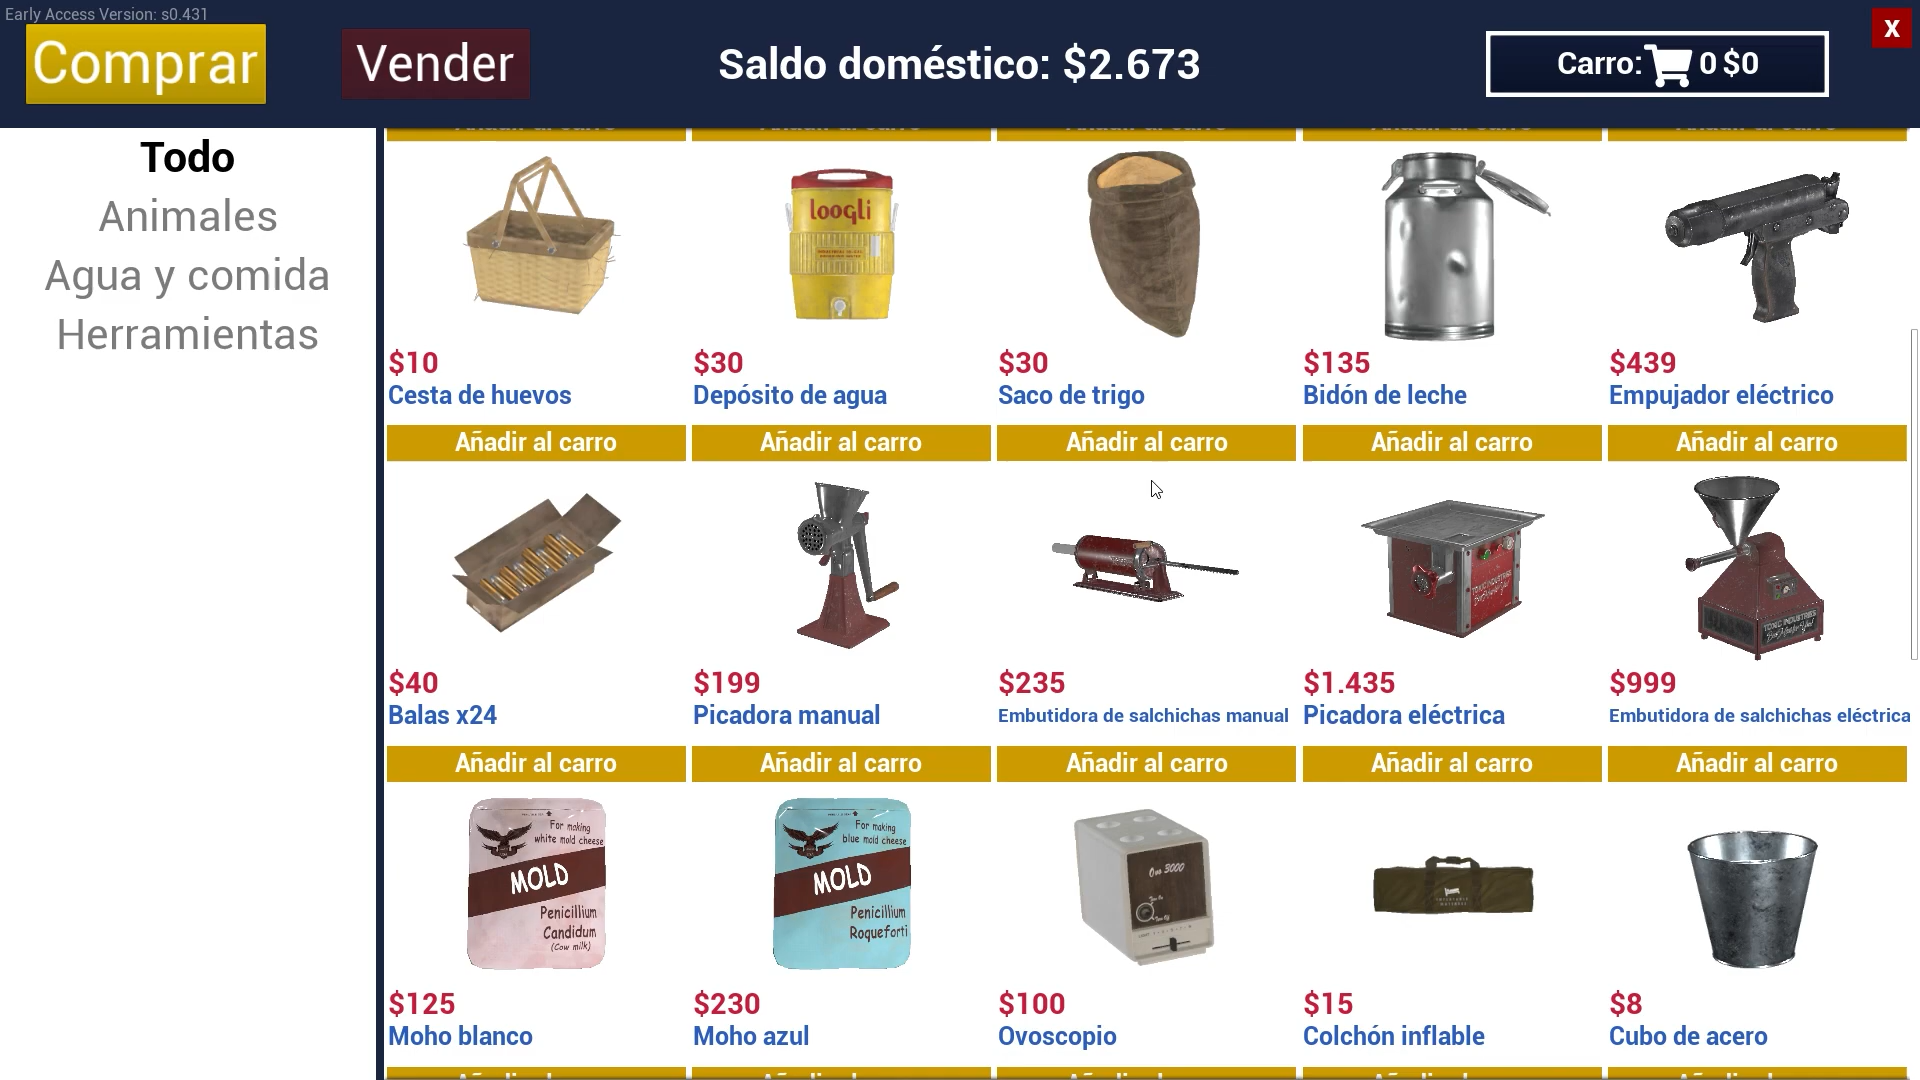 Early Access Version: s0.431
Comprar
Vender
Saldo doméstico: $2.673
Carro: 0 $0
X
Todo
Animales
Agua y comida
Herramientas
loogli
$10
Cesta de huevos
Añadir al carro
$30
Depósito de agua
Añadir al carro
$30
Saco de trigo
Añadir al carro
$135
Bidón de leche
Añadir al carro
$439
Empujador eléctrico
Añadir al carro
$40
Balas x24
Añadir al carro
$199
Picadora manual
Añadir al carro
$235
Embutidora de salchichas manual
Añadir al carro
TOXIC INDUSTRIES
$1.435
Picadora eléctrica
Añadir al carro
TOXIC INDUSTRIES
$999
Embutidora de salchichas eléctrica
Añadir al carro
For making
white mold cheese
MOLD
Penicillium
Candidum
(Cow milk)
$125
Moho blanco
For making
blue mold cheese
MOLD
Penicillium
Roqueforti
$230
Moho azul
Ovo 3000
$100
Ovoscopio
$15
Colchón inflable
$8
Cubo de acero